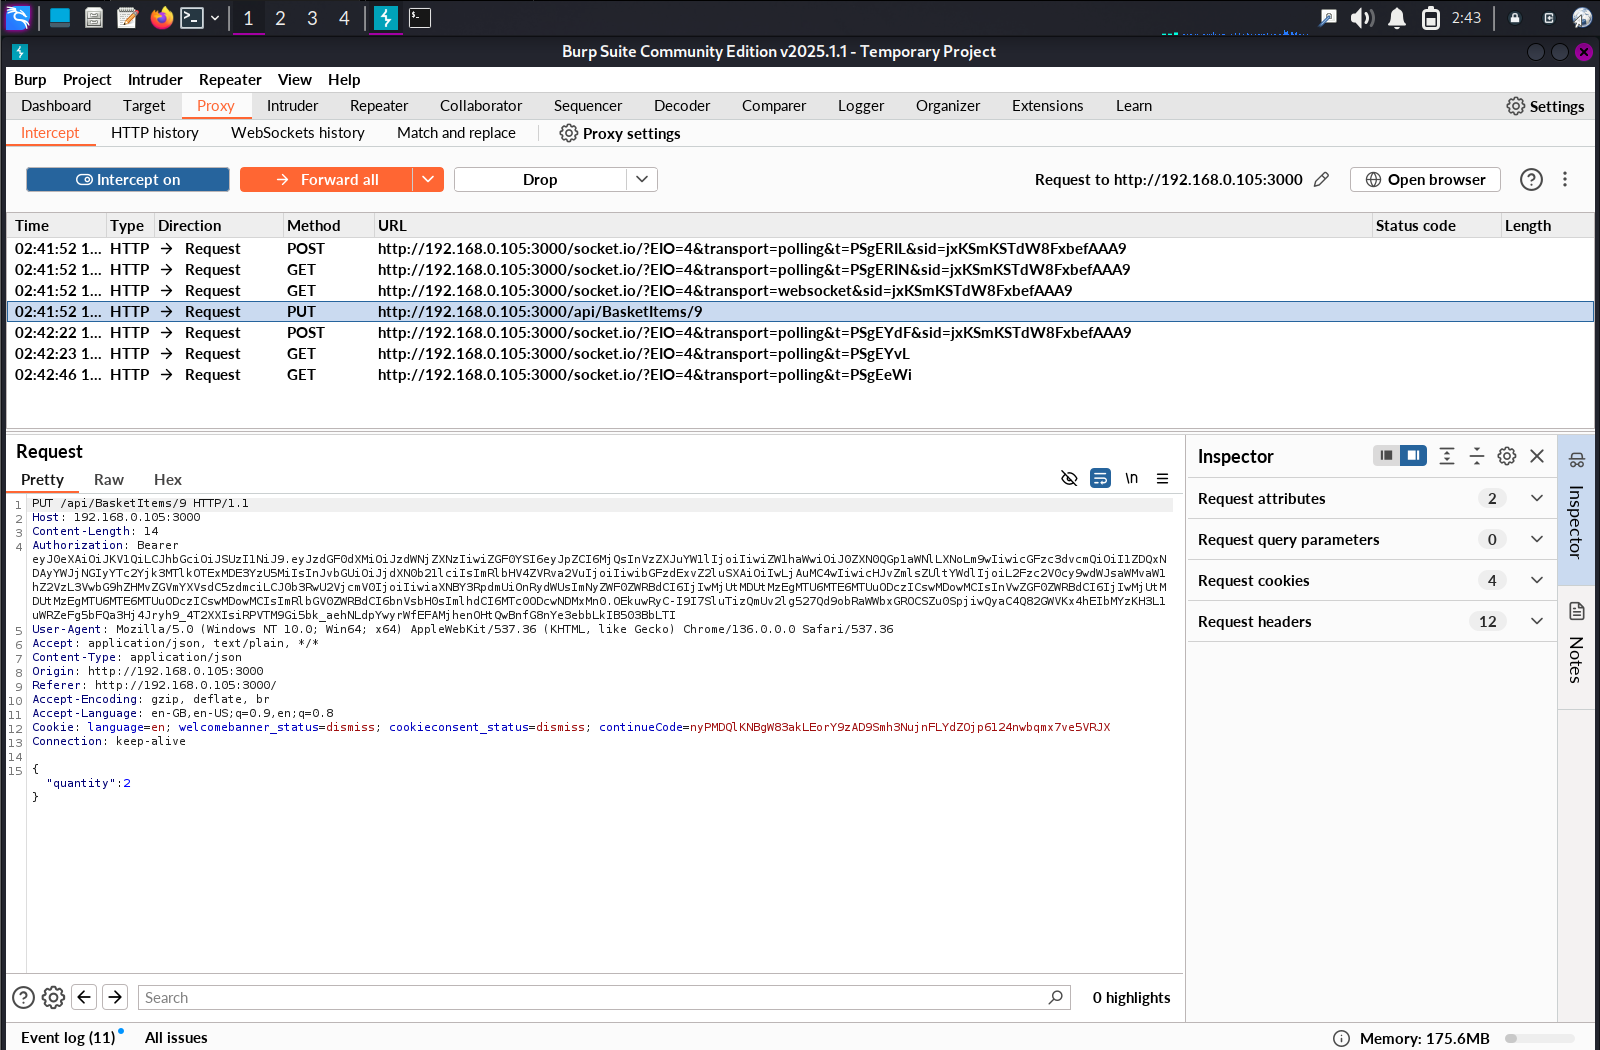 1 2 3 4 2:43
Burp Suite Community Edition v2025.1.1 - Temporary Project
Burp Project Intruder Repeater View Help
Dashboard Target Proxy Intruder Repeater Collaborator Sequencer Decoder Comparer Logger Organizer Extensions Learn Settings
Intercept HTTP history WebSockets history Match and replace Proxy settings
Intercept on Forward all Drop Request to http://192.168.0.105:3000 Open browser
Time Type Direction Method URL Status code Length
02:41:52 1... HTTP Request POST http://192.168.0.105:3000/socket.io/?EIO=4&transport=polling&t=PSgERIL&sid=jxKSmKSTdW8FxbefAAA9
02:41:52 1... HTTP Request GET http://192.168.0.105:3000/socket.io/?EIO=4&transport=polling&t=PSgERIN&sid=jxKSmKSTdW8FxbefAAA9
02:41:52 1... HTTP Request GET http://192.168.0.105:3000/socket.io/?EIO=4&transport=websocket&sid=jxKSmKSTdW8FxbefAAA9
02:41:52 1... HTTP Request PUT http://192.168.0.105:3000/api/BasketItems/9
02:42:22 1... HTTP Request POST http://192.168.0.105:3000/socket.io/?EIO=4&transport=polling&t=PSgEYdF&sid=jxKSmKSTdW8FxbefAAA9
02:42:23 1... HTTP Request GET http://192.168.0.105:3000/socket.io/?EIO=4&transport=polling&t=PSgEYvL
02:42:46 1... HTTP Request GET http://192.168.0.105:3000/socket.io/?EIO=4&transport=polling&t=PSgEeWi
Request
Pretty Raw Hex \n
1 PUT /api/BasketItems/9 HTTP/1.1
2 Host: 192.168.0.105:3000
3 Content-Length: 14
4 Authorization: Bearer
5 User-Agent: Mozilla/5.0 (Windows NT 10.0; Win64; x64) AppleWebKit/537.36 (KHTML, like Gecko) Chrome/136.0.0.0 Safari/537.36
6 Accept: application/json, text/plain, */*
7 Content-Type: application/json
8 Origin: http://192.168.0.105:3000
9 Referer: http://192.168.0.105:3000/
10 Accept-Encoding: gzip, deflate, br
11 Accept-Language: en-GB,en-US;q=0.9,en;q=0.8
12 Cookie: language=en; welcomebanner_status=dismiss; cookieconsent_status=dismiss; continueCode=nyPMDQlKNBgW83akLEorY9zAD9Smh3NujnFLYdZOjp6l24nwbqmx7ve5VRJX
13 Connection: keep-alive
14
15 {
"quantity":2
}
Inspector
Request attributes 2
Request query parameters 0
Request cookies 4
Request headers 12
Inspector
Notes
Search 0 highlights
Event log (11) All issues Memory: 175.6MB